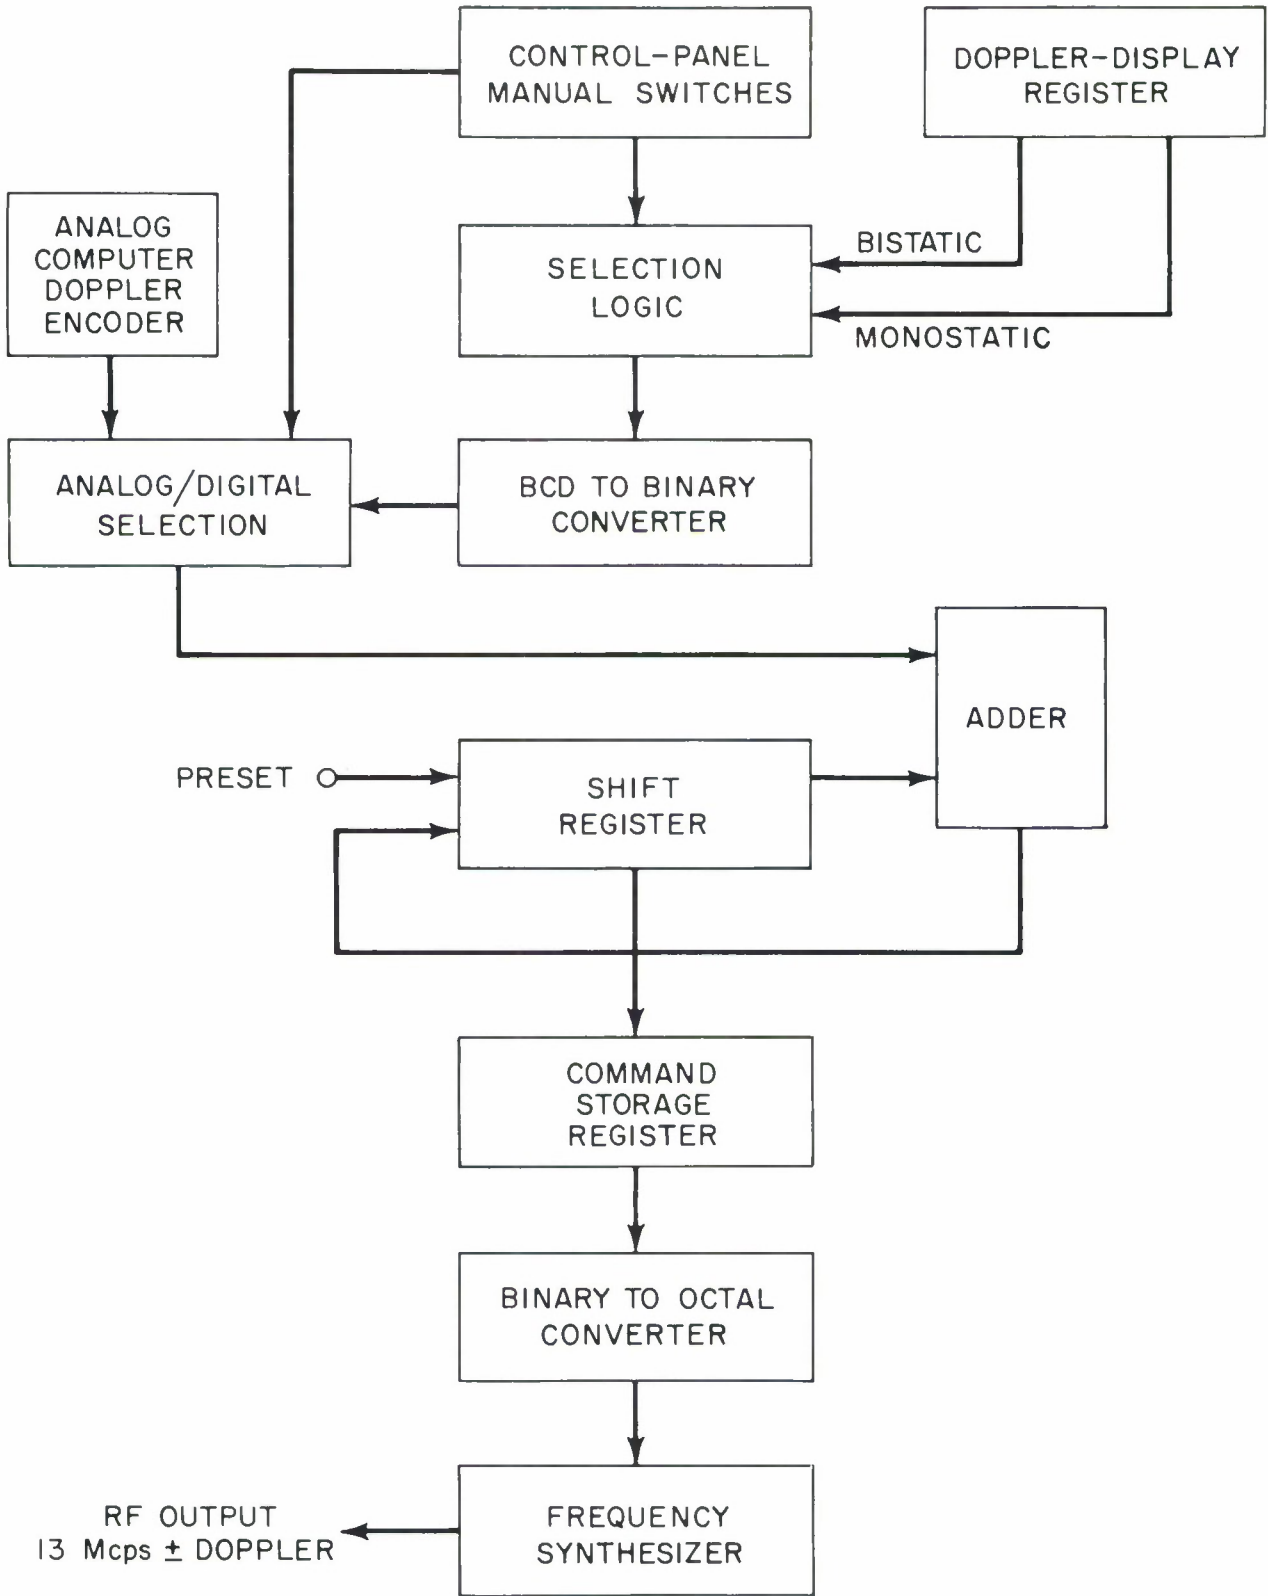 CONTROL-PANEL
MANUAL SWITCHES
DOPPLER-DISPLAY
REGISTER
ANALOG
COMPUTER
DOPPLER
ENCODER
SELECTION
LOGIC
BISTATIC
MONOSTATIC
ANALOG/DIGITAL
SELECTION
BCD TO BINARY
CONVERTER
ADDER
PRESET
SHIFT
REGISTER
COMMAND
STORAGE
REGISTER
BINARY TO OCTAL
CONVERTER
FREQUENCY
SYNTHESIZER
RF OUTPUT
13 Mcps ± DOPPLER